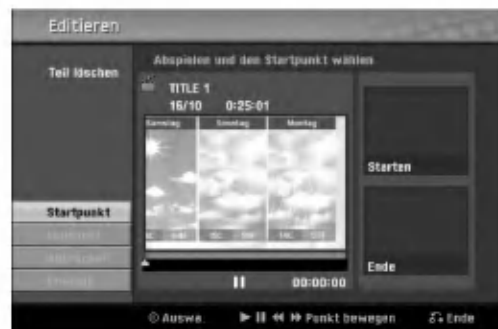 Editieren
Teil löschen
Abspielen und den Startpunkt wählen
TITLE 1
16/10 0:25:01
Samstag Sonntag Montag
Starten
Startpunkt
Ende
00:00:00
Auswa. Punkt bewegen Ende